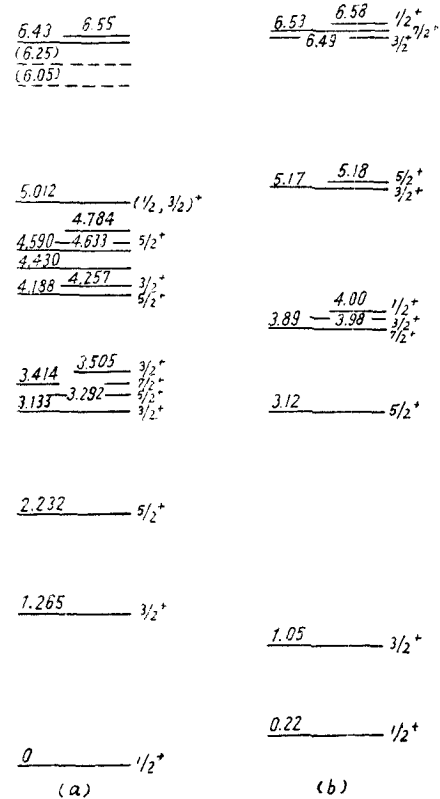 6.43 6.55
(6.25)
(6.05)
5.012 (1/2, 3/2)+
4.784
4.590 4.633 5/2+
4.430
4.188 4.257 3/2+
5/2+
3.505 3/2+
3.414 7/2+
3.133 3.292 5/2+
3/2+
2.232 5/2+
1.265 3/2+
0 1/2+
(a)
6.53 6.58 1/2+
7/2+
6.49 3/2+
5.17 5.18 5/2+
3/2+
4.00 1/2+
3.89 3.98 3/2+
7/2+
3.12 5/2+
1.05 3/2+
0.22 1/2+
(b)